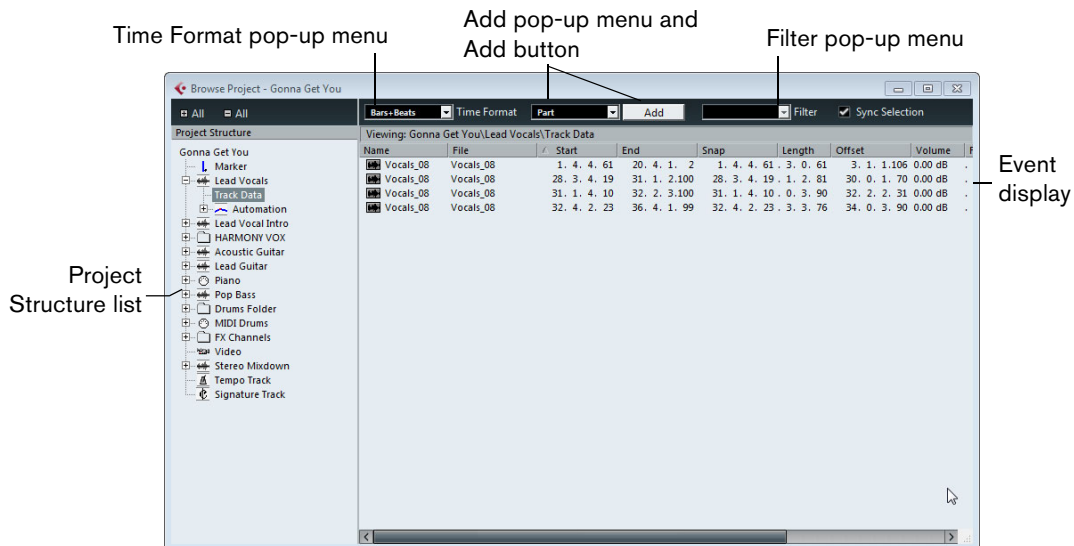 Time Format pop-up menu
Add pop-up menu and
Add button
Filter pop-up menu
Browse Project - Gonna Get You
All All
Bars+Beats Time Format Part Add Filter Sync Selection
Project Structure
Viewing: Gonna Get You\Lead Vocals\Track Data
Name File Start End Snap Length Offset Volume F
Vocals_08 Vocals_08 1. 4. 4. 61 20. 4. 1. 2 1. 4. 4. 61 . 3. 0. 61 3. 1. 1.106 0.00 dB .
Vocals_08 Vocals_08 28. 3. 4. 19 31. 1. 2.100 28. 3. 4. 19 . 1. 2. 81 30. 0. 1. 70 0.00 dB .
Vocals_08 Vocals_08 31. 1. 4. 10 32. 2. 3.100 31. 1. 4. 10 . 0. 3. 90 32. 2. 2. 31 0.00 dB .
Vocals_08 Vocals_08 32. 4. 2. 23 36. 4. 1. 99 32. 4. 2. 23 . 3. 3. 76 34. 0. 3. 90 0.00 dB .
Gonna Get You
Marker
Lead Vocals
Track Data
Automation
Lead Vocal Intro
HARMONY VOX
Acoustic Guitar
Lead Guitar
Piano
Pop Bass
Drums Folder
MIDI Drums
FX Channels
Video
Stereo Mixdown
Tempo Track
Signature Track
Event
display
Project
Structure list